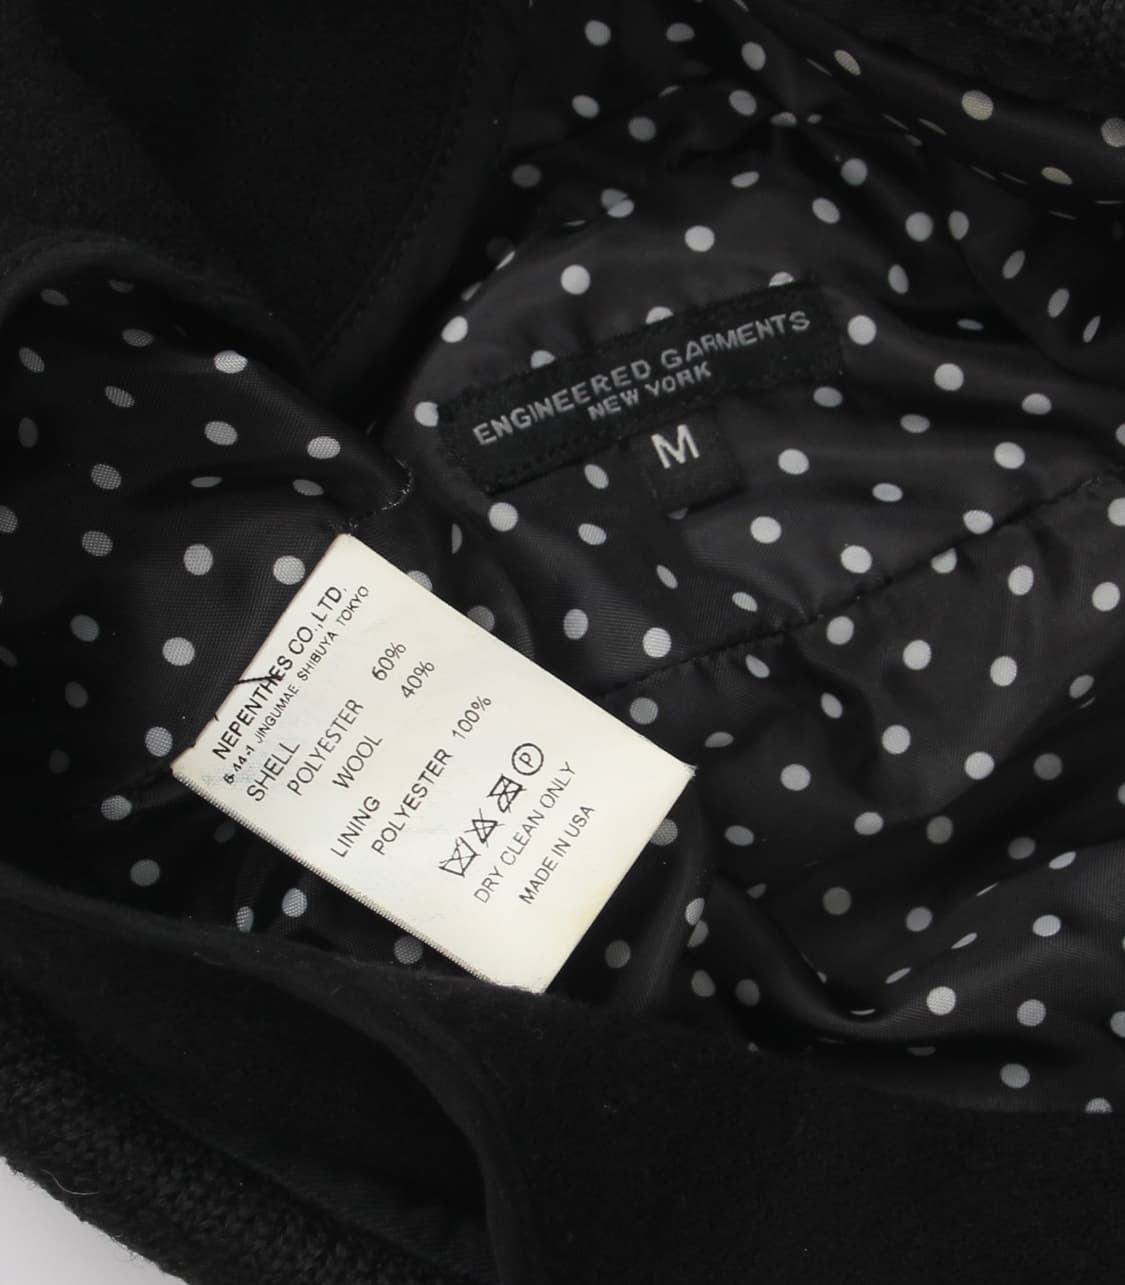 ENGINEERED GARMENTS
NEW YORK
M
NEPENTHES CO.,LTD.
6-14-1 JINGUMAE SHIBUYA TOKYO
SHELL
POLYESTER 60%
WOOL 40%
LINING
POLYESTER 100%
P
DRY CLEAN ONLY
MADE IN USA